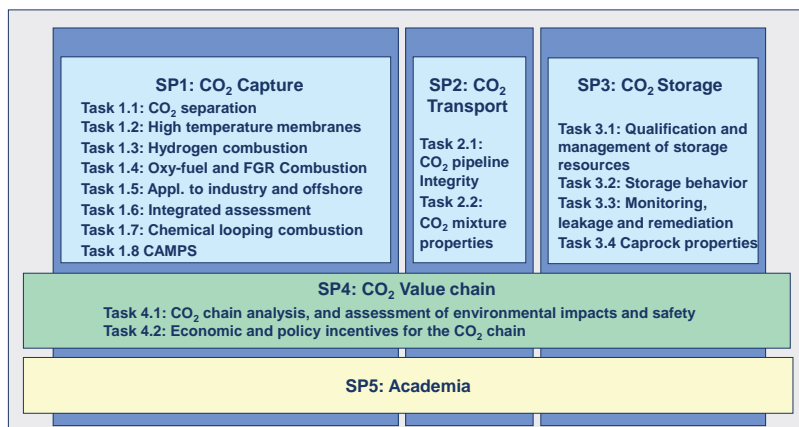 SP1: CO₂ Capture
Task 1.1: CO₂ separation
Task 1.2: High temperature membranes
Task 1.3: Hydrogen combustion
Task 1.4: Oxy-fuel and FGR Combustion
Task 1.5: Appl. to industry and offshore
Task 1.6: Integrated assessment
Task 1.7: Chemical looping combustion
Task 1.8 CAMPS
SP2: CO₂
Transport
Task 2.1:
CO₂ pipeline
Integrity
Task 2.2:
CO₂ mixture
properties
SP3: CO₂ Storage
Task 3.1: Qualification and
management of storage
resources
Task 3.2: Storage behavior
Task 3.3: Monitoring,
leakage and remediation
Task 3.4 Caprock properties
SP4: CO₂ Value chain
Task 4.1: CO₂ chain analysis, and assessment of environmental impacts and safety
Task 4.2: Economic and policy incentives for the CO₂ chain
SP5: Academia